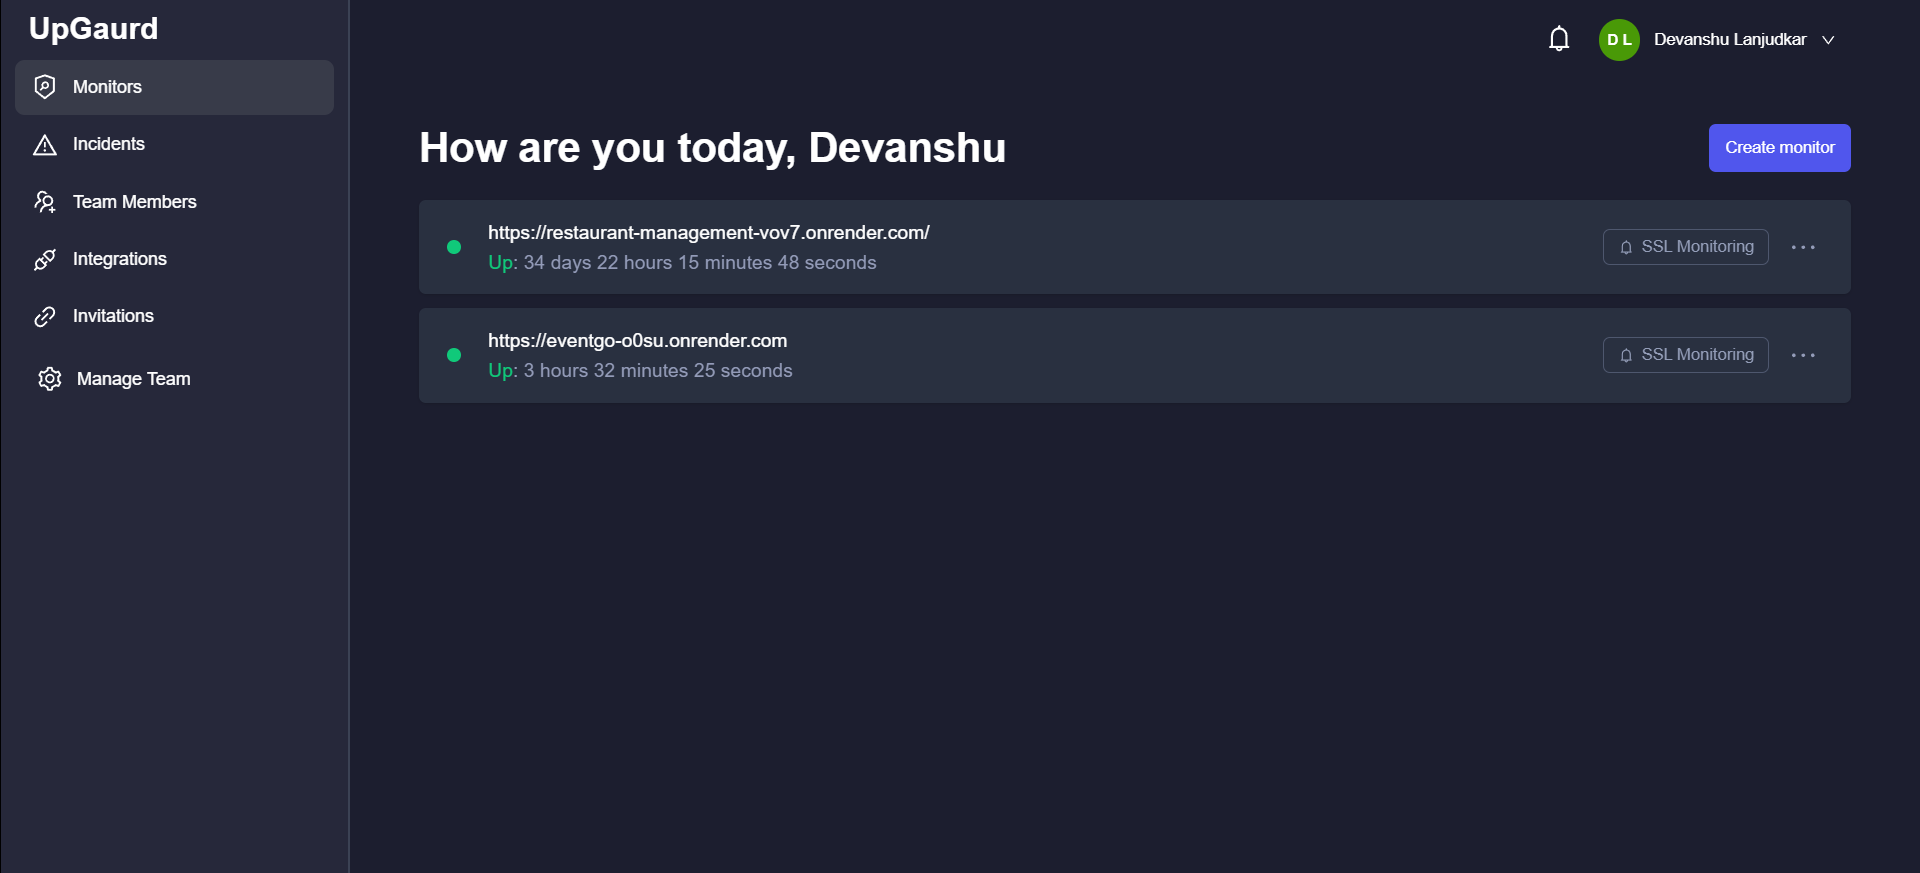 UpGaurd
Monitors
Incidents
Team Members
Integrations
Invitations
Manage Team
D L
Devanshu Lanjudkar
How are you today, Devanshu
Create monitor
https://restaurant-management-vov7.onrender.com/
Up: 34 days 22 hours 15 minutes 48 seconds
SSL Monitoring
https://eventgo-o0su.onrender.com
Up: 3 hours 32 minutes 25 seconds
SSL Monitoring